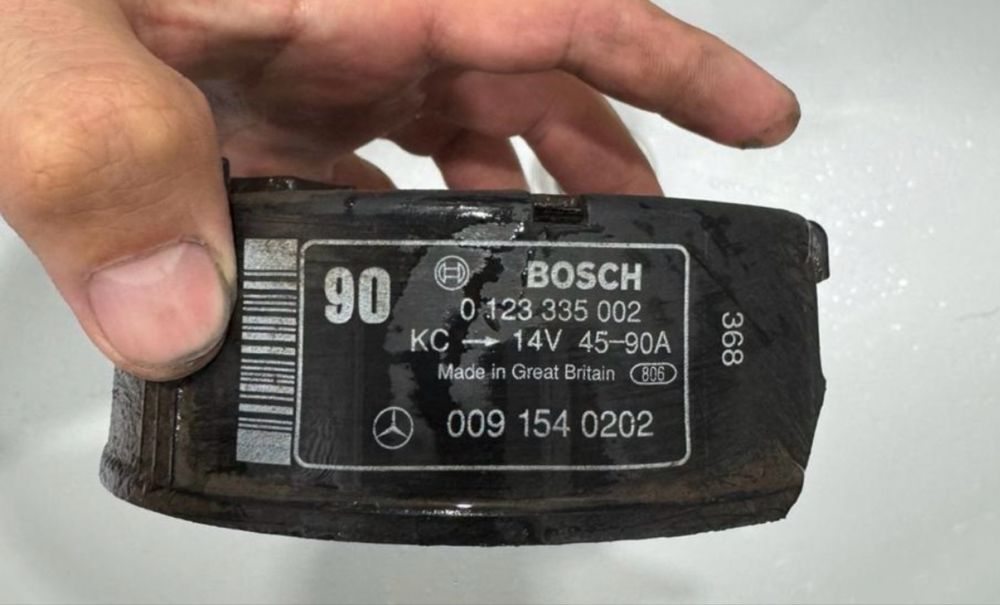 90
BOSCH
0 123 335 002
KC → 14V 45-90A
Made in Great Britain 806
009 154 0202
368